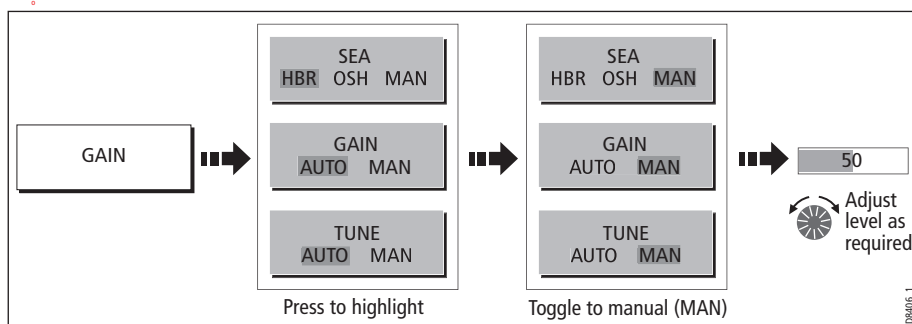 GAIN
SEA
HBR OSH MAN
GAIN
AUTO MAN
TUNE
AUTO MAN
Press to highlight
SEA
HBR OSH MAN
GAIN
AUTO MAN
TUNE
AUTO MAN
Toggle to manual (MAN)
50
Adjust
level as
required
D8406_1